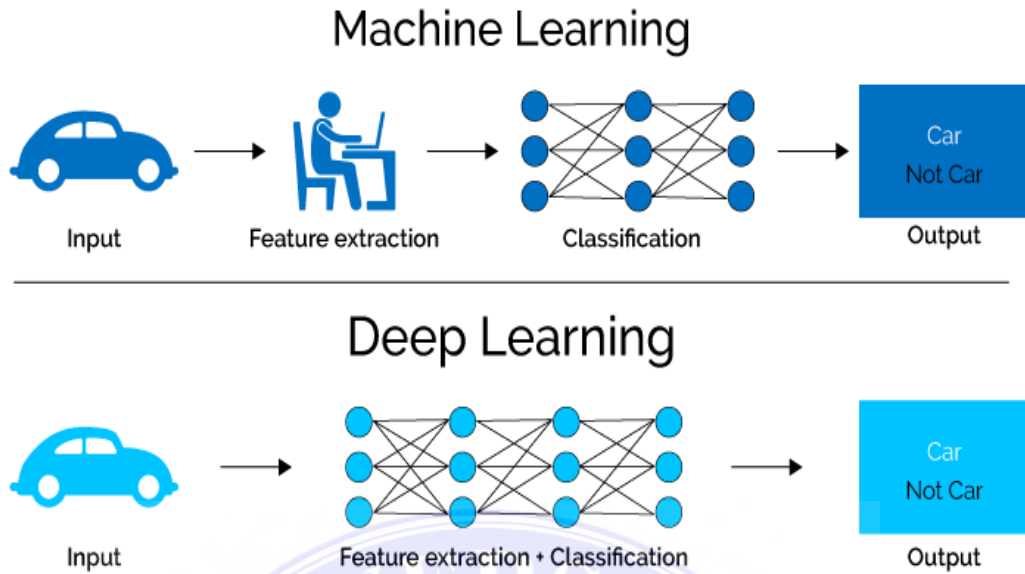 Machine Learning
Car
Not Car
Input
Feature extraction
Classification
Output
Deep Learning
Car
Not Car
Input
Feature extraction + Classification
Output